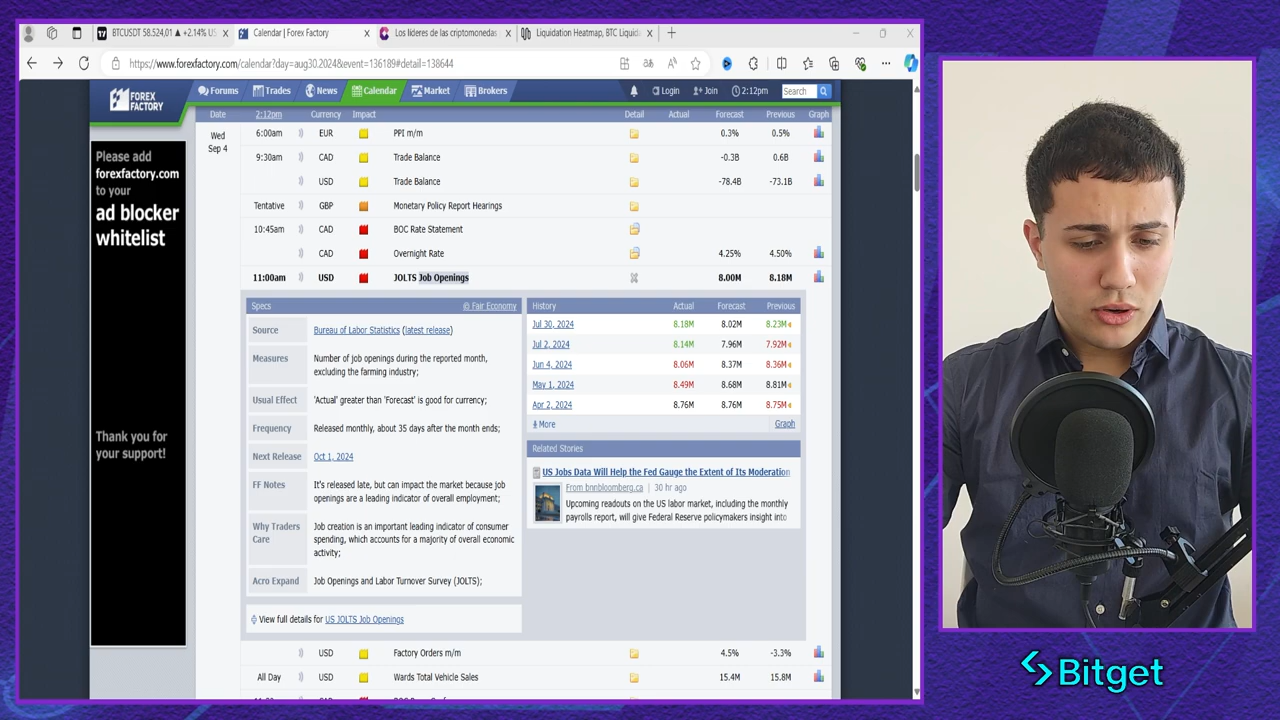 BTCUSDT 58.524,01 ▲ +2.14% US
Calendar | Forex Factory
Los líderes de las criptomonedas
Liquidation Heatmap, BTC Liquida
https://www.forexfactory.com/calendar?day=aug30.2024&event=136189#detail=138644
FOREX FACTORY
Forums
Trades
News
Calendar
Market
Brokers
Login
Join
2:12pm
Search
Date 2:12pm Currency Impact Detail Actual Forecast Previous Graph
Wed
Sep 4
6:00am EUR PPI m/m 0.3% 0.5%
9:30am CAD Trade Balance -0.3B 0.6B
USD Trade Balance -78.4B -73.1B
Tentative GBP Monetary Policy Report Hearings
10:45am CAD BOC Rate Statement
CAD Overnight Rate 4.25% 4.50%
11:00am USD JOLTS Job Openings 8.00M 8.18M
Please add
forexfactory.com
to your
ad blocker
whitelist
Thank you for
your support!
Specs © Fair Economy
Source Bureau of Labor Statistics (latest release)
Measures Number of job openings during the reported month,
excluding the farming industry;
Usual Effect 'Actual' greater than 'Forecast' is good for currency;
Frequency Released monthly, about 35 days after the month ends;
Next Release Oct 1, 2024
FF Notes It's released late, but can impact the market because job
openings are a leading indicator of overall employment;
Why Traders Care Job creation is an important leading indicator of consumer
spending, which accounts for a majority of overall economic
activity;
Acro Expand Job Openings and Labor Turnover Survey (JOLTS);
View full details for US JOLTS Job Openings
History Actual Forecast Previous
Jul 30, 2024 8.18M 8.02M 8.23M
Jul 2, 2024 8.14M 7.96M 7.92M
Jun 4, 2024 8.06M 8.37M 8.36M
May 1, 2024 8.49M 8.68M 8.81M
Apr 2, 2024 8.76M 8.76M 8.75M
More Graph
Related Stories
US Jobs Data Will Help the Fed Gauge the Extent of Its Moderation
From bnnbloomberg.ca | 30 hr ago
Upcoming readouts on the US labor market, including the monthly
payrolls report, will give Federal Reserve policymakers insight into
USD Factory Orders m/m 4.5% -3.3%
All Day USD Wards Total Vehicle Sales 15.4M 15.8M
Bitget